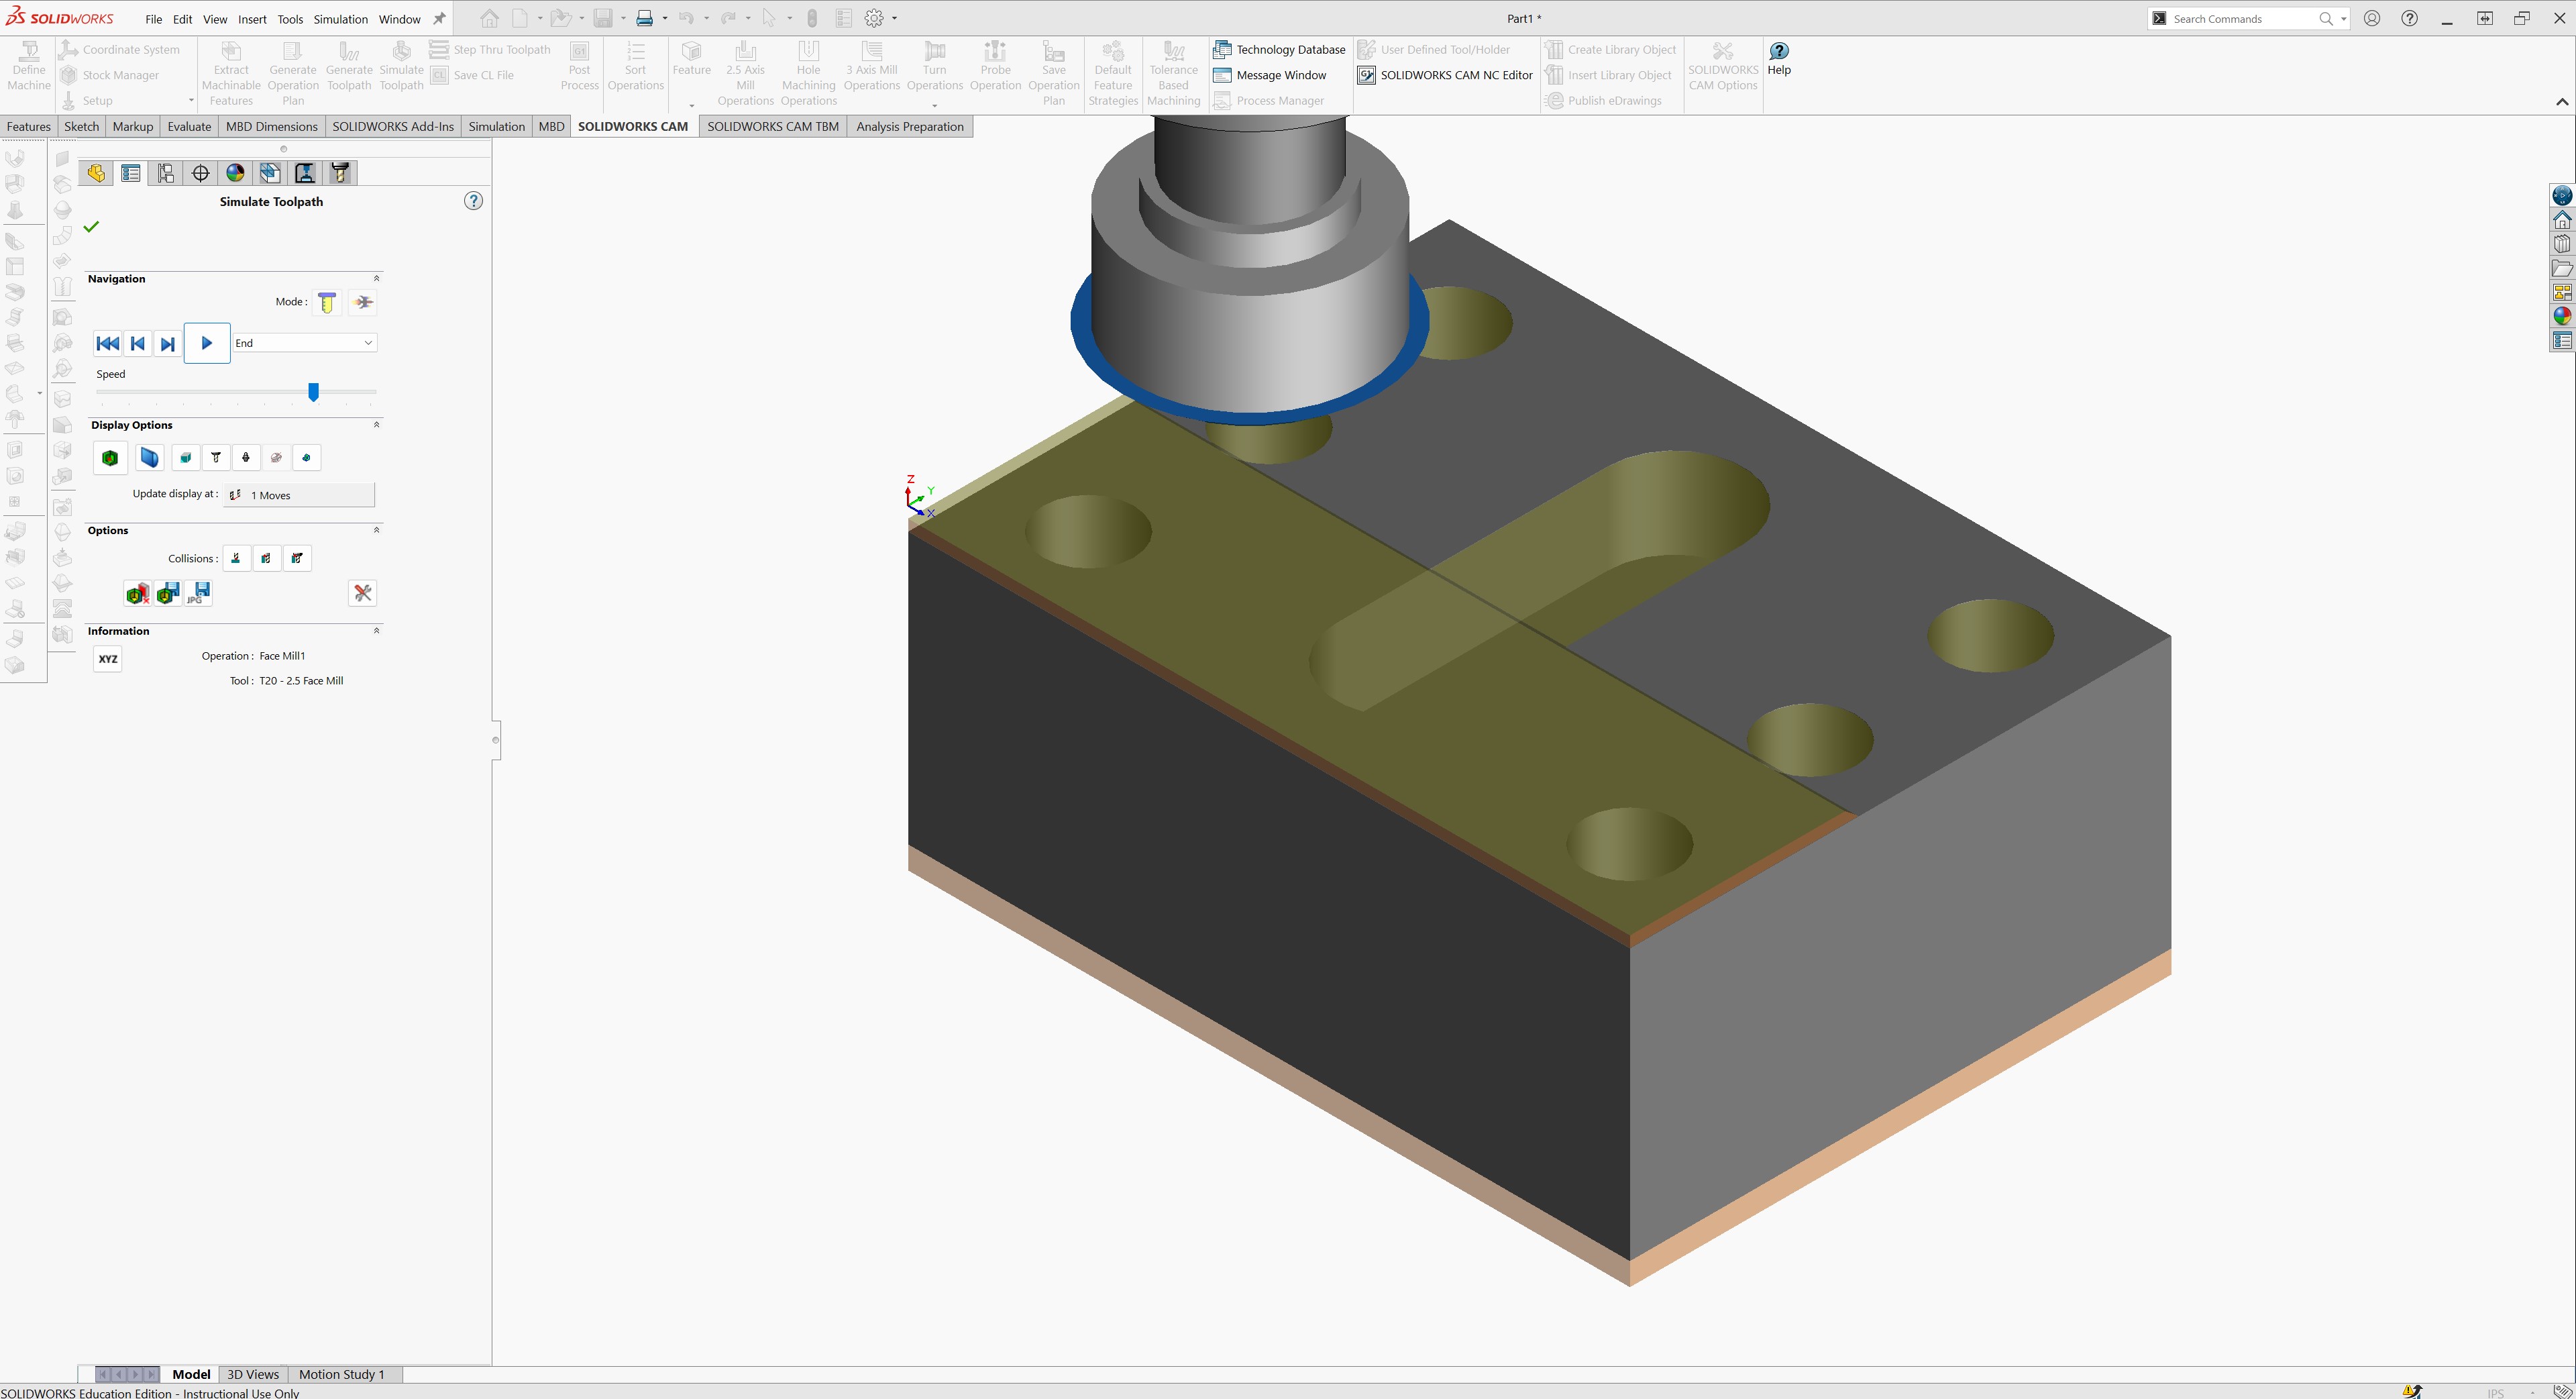 SOLIDWORKS File Edit View Insert Tools Simulation Window Part1 * Search Commands
Define Machine
Coordinate System
Stock Manager
Setup
Extract Machinable Features
Generate Operation Plan
Generate Toolpath
Simulate Toolpath
Step Thru Toolpath
Save CL File
Post Process
Sort Operations
Feature
2.5 Axis Mill Operations
Hole Machining Operations
3 Axis Mill Operations
Turn Operations
Probe Operation
Save Operation Plan
Default Feature Strategies
Tolerance Based Machining
Technology Database
Message Window
Process Manager
User Defined Tool/Holder
SOLIDWORKS CAM NC Editor
Create Library Object
Insert Library Object
Publish eDrawings
SOLIDWORKS CAM Options
Help
Features Sketch Markup Evaluate MBD Dimensions SOLIDWORKS Add-Ins Simulation MBD SOLIDWORKS CAM SOLIDWORKS CAM TBM Analysis Preparation
Simulate Toolpath
Navigation
Mode :
End
Speed
Display Options
Update display at : 1 Moves
Options
Collisions :
JPG
Information
XYZ
Operation : Face Mill1
Tool : T20 - 2.5 Face Mill
Z
Y
X
Model 3D Views Motion Study 1
SOLIDWORKS Education Edition - Instructional Use Only
IPS